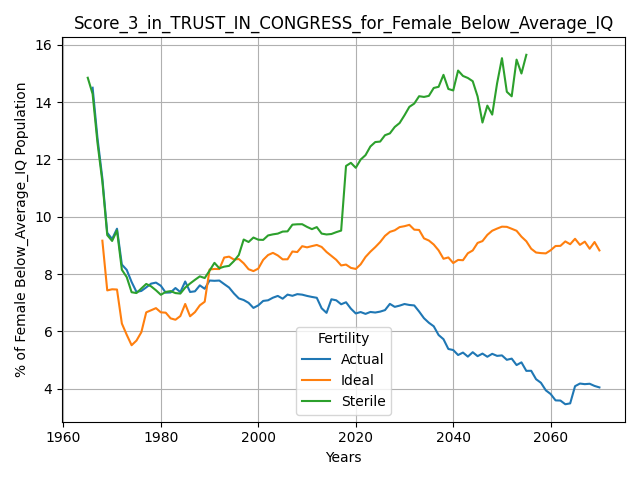 Score_3_in_TRUST_IN_CONGRESS_for_Female_Below_Average_IQ
% of Female Below_Average_IQ Population
16
14
12
10
8
6
4
Fertility
Actual
Ideal
Sterile
1960 1980 2000 2020 2040 2060
Years